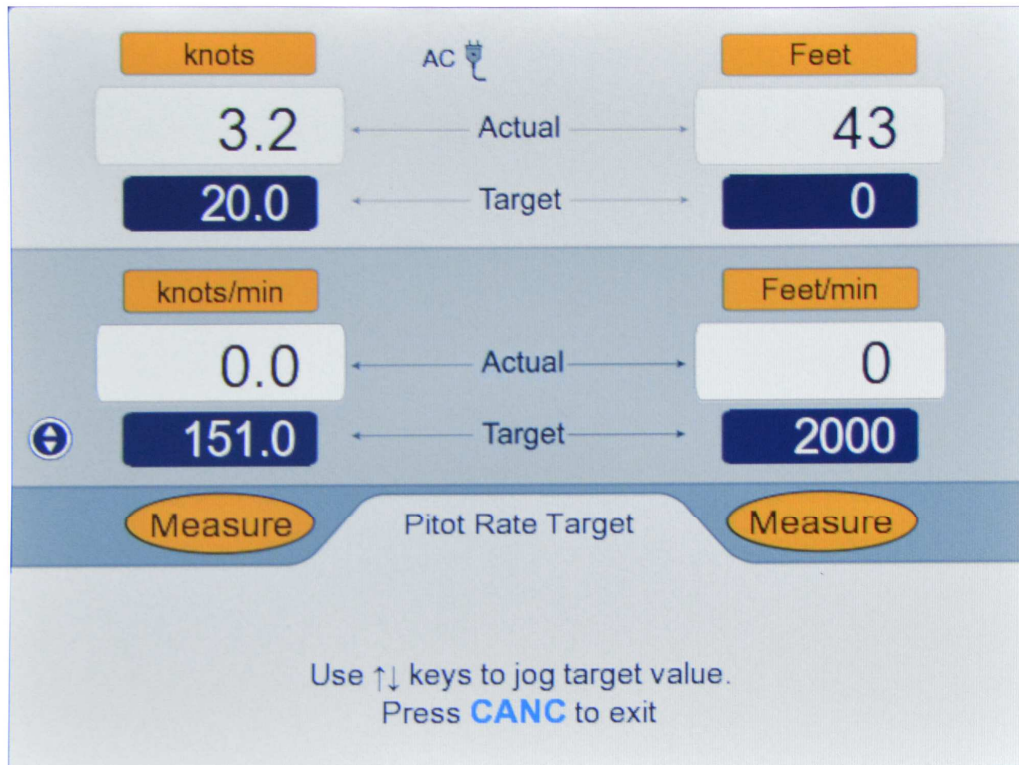 knots AC Feet
3.2 Actual 43
20.0 Target 0
knots/min Feet/min
0.0 Actual 0
151.0 Target 2000
Measure Pitot Rate Target Measure
Use ↑↓ keys to jog target value.
Press CANC to exit